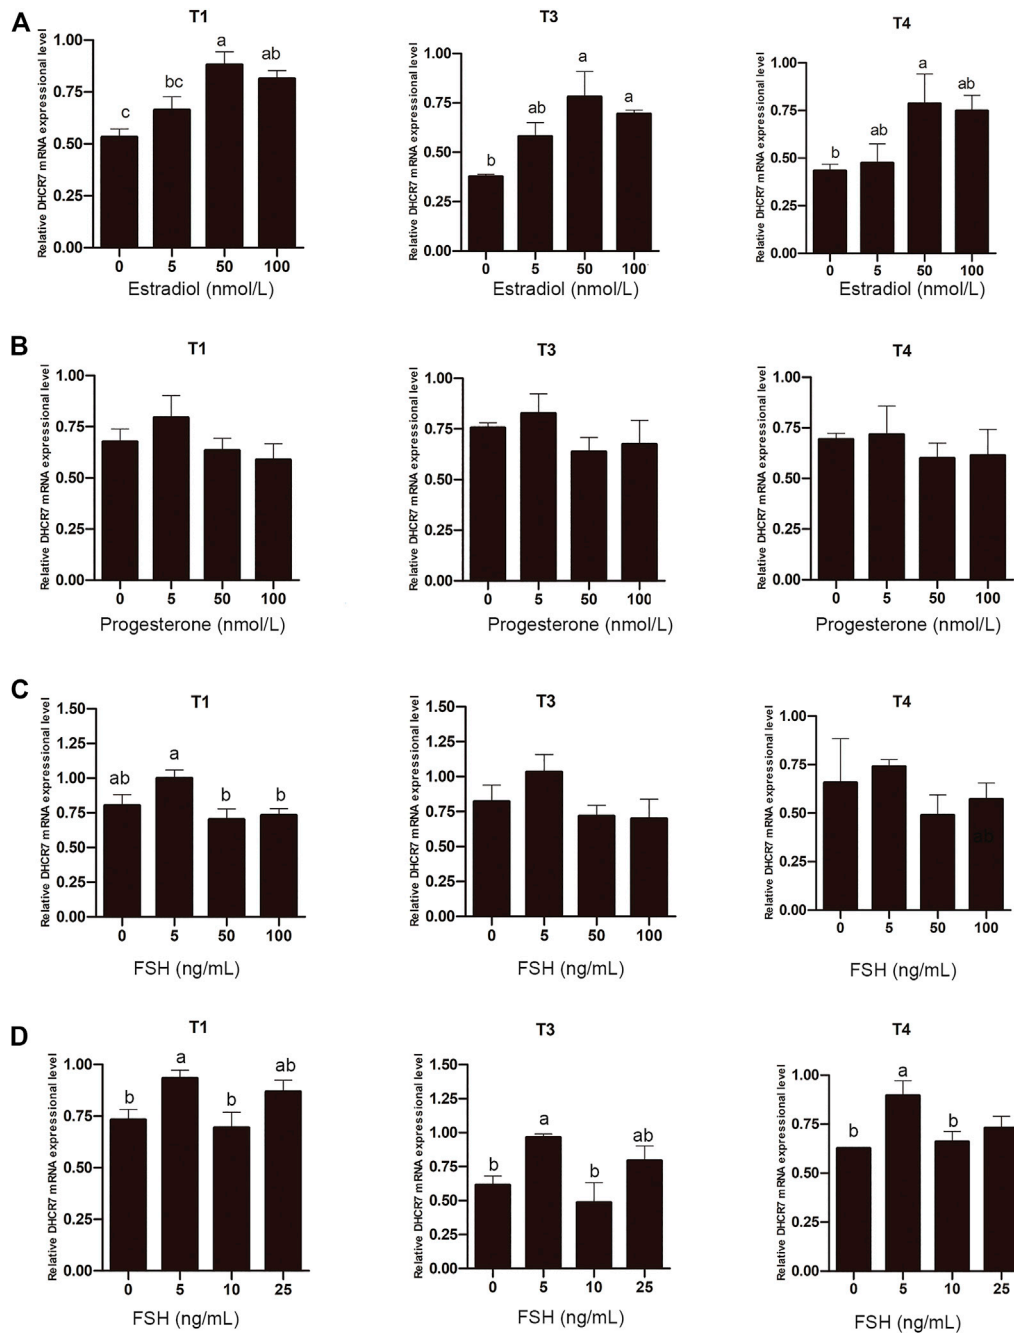 A
T1
T3
T4
Relative DHCR7 mRNA expressional level
1.00
0.75
0.50
0.25
0.00
c
bc
a
ab
0
5
50
100
Estradiol (nmol/L)
Relative DHCR7 mRNA expressional level
1.00
0.75
0.50
0.25
0.00
b
ab
a
a
0
5
50
100
Estradiol (nmol/L)
Relative DHCR7 mRNA expressional level
1.00
0.75
0.50
0.25
0.00
b
ab
a
ab
0
5
50
100
Estradiol (nmol/L)
B
T1
T3
T4
Relative DHCR7 mRNA expressional level
1.00
0.75
0.50
0.25
0.00
0
5
50
100
Progesterone (nmol/L)
Relative DHCR7 mRNA expressional level
1.00
0.75
0.50
0.25
0.00
0
5
50
100
Progesterone (nmol/L)
Relative DHCR7 mRNA expressional level
1.00
0.75
0.50
0.25
0.00
0
5
50
100
Progesterone (nmol/L)
C
T1
T3
T4
Relative DHCR7 mRNA expressional level
1.50
1.25
1.00
0.75
0.50
0.25
0.00
ab
a
b
b
0
5
50
100
FSH (ng/mL)
Relative DHCR7 mRNA expressional level
1.50
1.25
1.00
0.75
0.50
0.25
0.00
0
5
50
100
FSH (ng/mL)
Relative DHCR7 mRNA expressional level
1.00
0.75
0.50
0.25
0.00
ab
0
5
50
100
FSH (ng/mL)
D
T1
T3
T4
Relative DHCR7 mRNA expressional level
1.00
0.75
0.50
0.25
0.00
b
a
b
ab
0
5
10
25
FSH (ng/mL)
Relative DHCR7 mRNA expressional level
1.50
1.25
1.00
0.75
0.50
0.25
0.00
b
a
b
ab
0
5
10
25
FSH (ng/mL)
Relative DHCR7 mRNA expressional level
1.00
0.75
0.50
0.25
0.00
b
a
b
0
5
10
25
FSH (ng/mL)